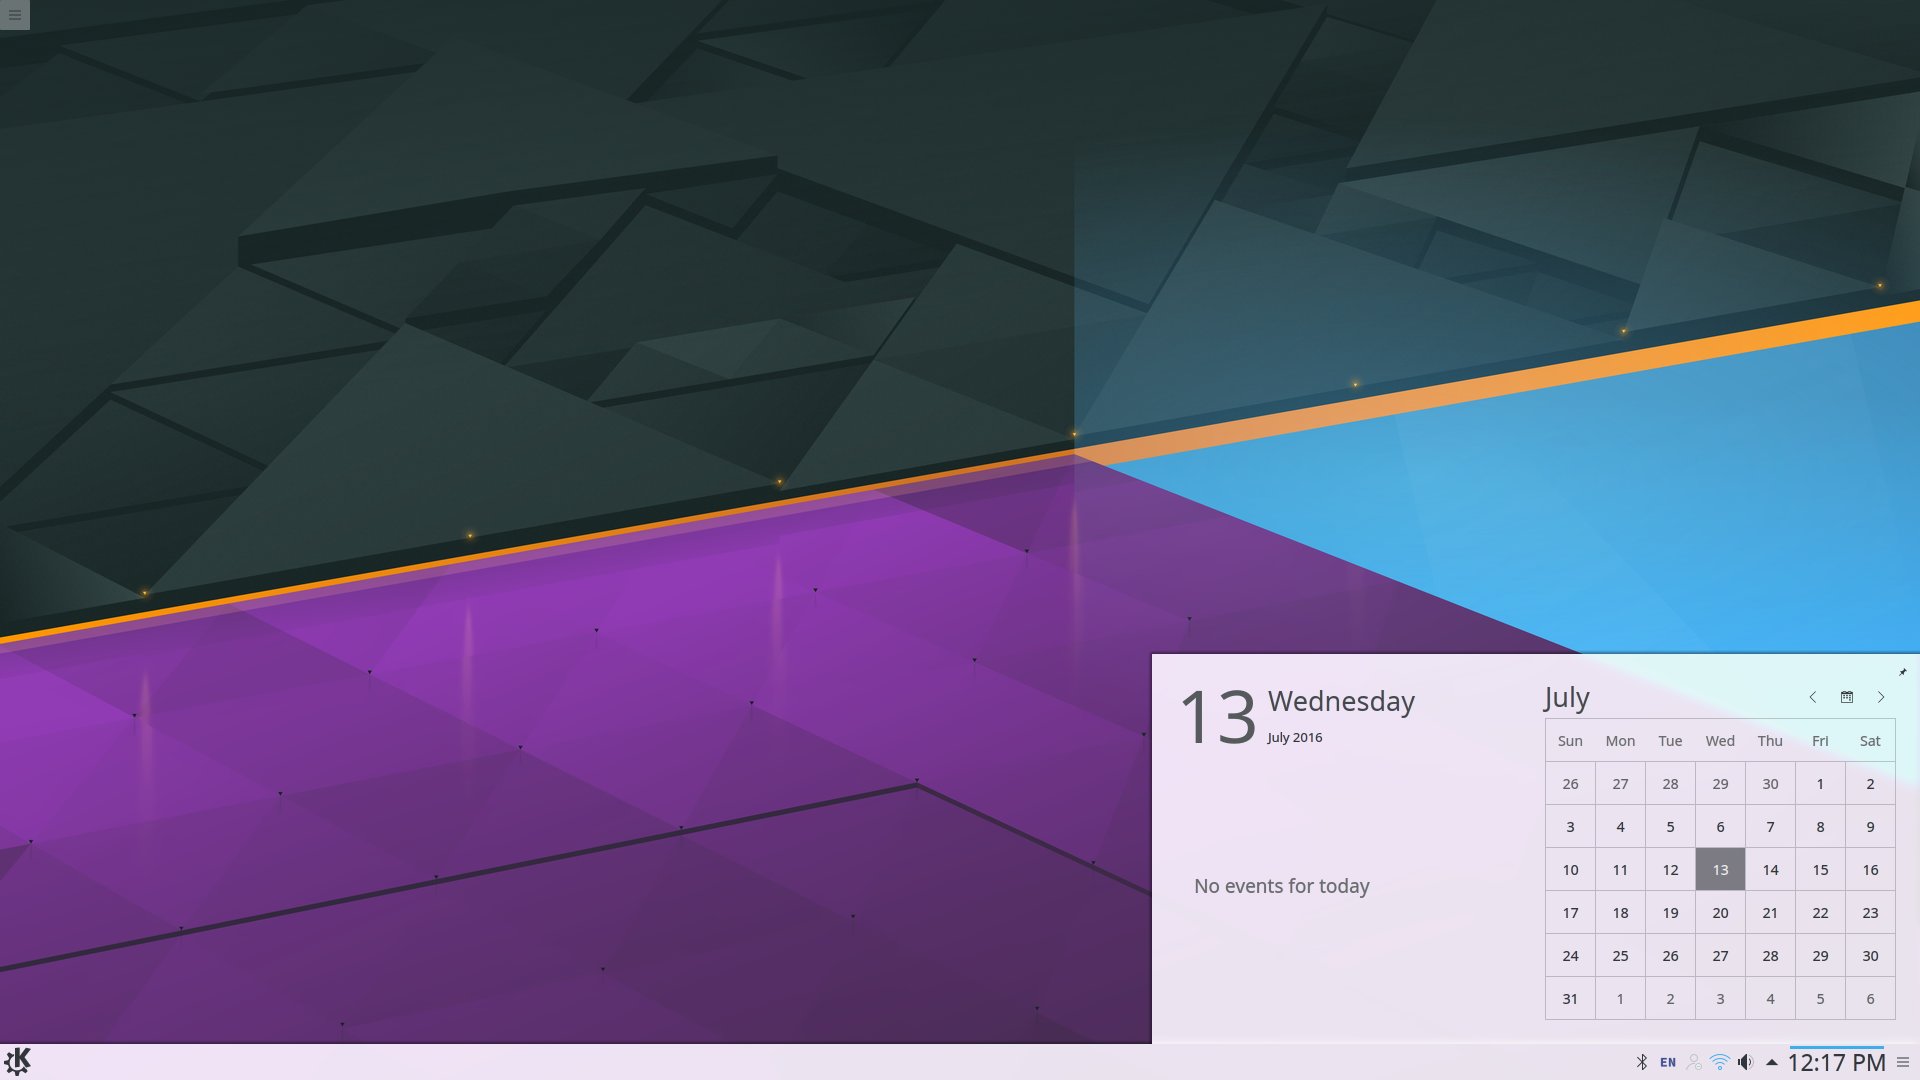 13 Wednesday
July 2016
No events for today
July
Sun Mon Tue Wed Thu Fri Sat
26 27 28 29 30 1 2
3 4 5 6 7 8 9
10 11 12 13 14 15 16
17 18 19 20 21 22 23
24 25 26 27 28 29 30
31 1 2 3 4 5 6
EN 12:17 PM